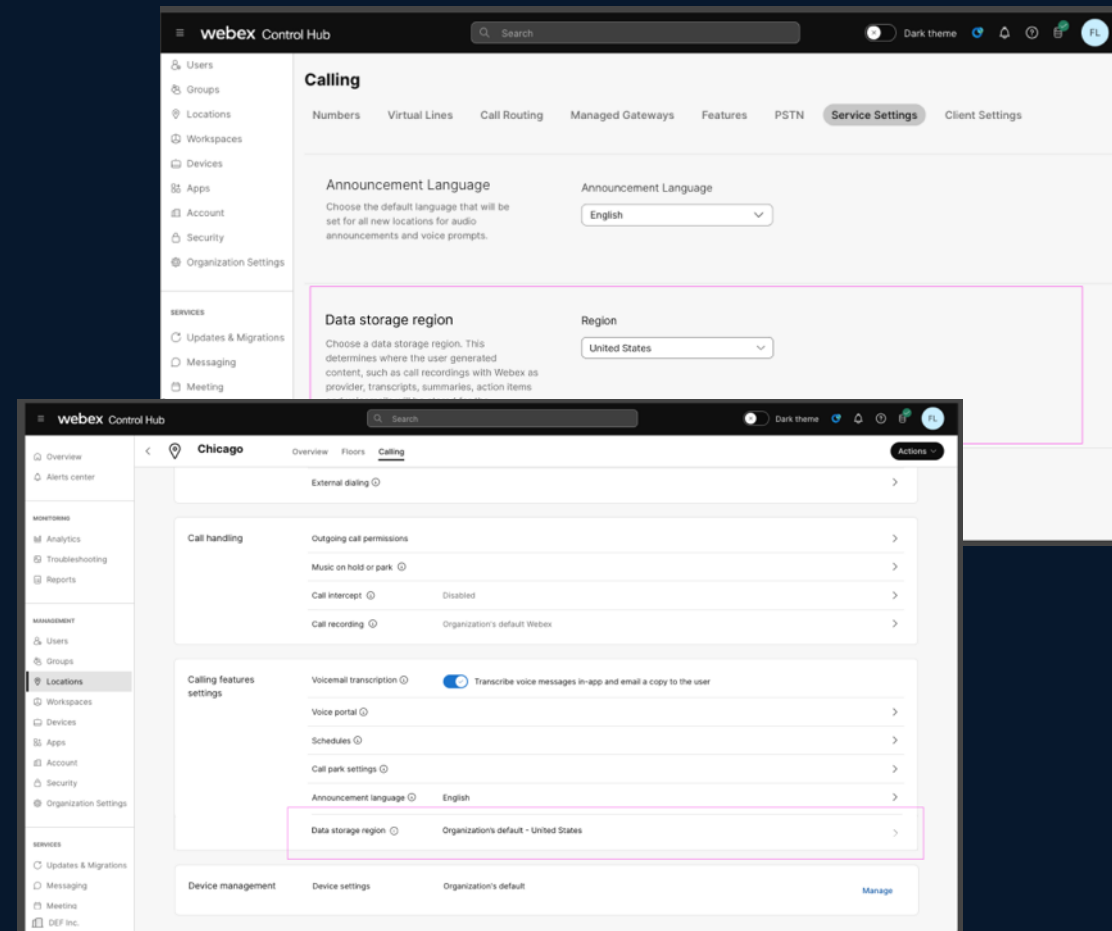 webex Control Hub
Search
Dark theme
FL
Users
Groups
Locations
Workspaces
Devices
Apps
Account
Security
Organization Settings
SERVICES
Updates & Migrations
Messaging
Meeting
Calling
Numbers Virtual Lines Call Routing Managed Gateways Features PSTN Service Settings Client Settings
Announcement Language
Choose the default language that will be
set for all new locations for audio
announcements and voice prompts.
Announcement Language
English
Data storage region
Choose a data storage region. This
determines where the user generated
content, such as call recordings with Webex as
provider, transcripts, summaries, action items
Region
United States
webex Control Hub
Search
Dark theme
FL
Overview
Alerts center
MONITORING
Analytics
Troubleshooting
Reports
MANAGEMENT
Users
Groups
Locations
Workspaces
Devices
Apps
Account
Security
Organization Settings
SERVICES
Updates & Migrations
Messaging
Meeting
DEF Inc.
Chicago
Overview Floors Calling
Actions
External dialing
Call handling
Outgoing call permissions
Music on hold or park
Call intercept Disabled
Call recording Organization's default Webex
Calling features
settings
Voicemail transcription Transcribe voice messages in-app and email a copy to the user
Voice portal
Schedules
Call park settings
Announcement language English
Data storage region Organization's default - United States
Device management
Device settings Organization's default
Manage